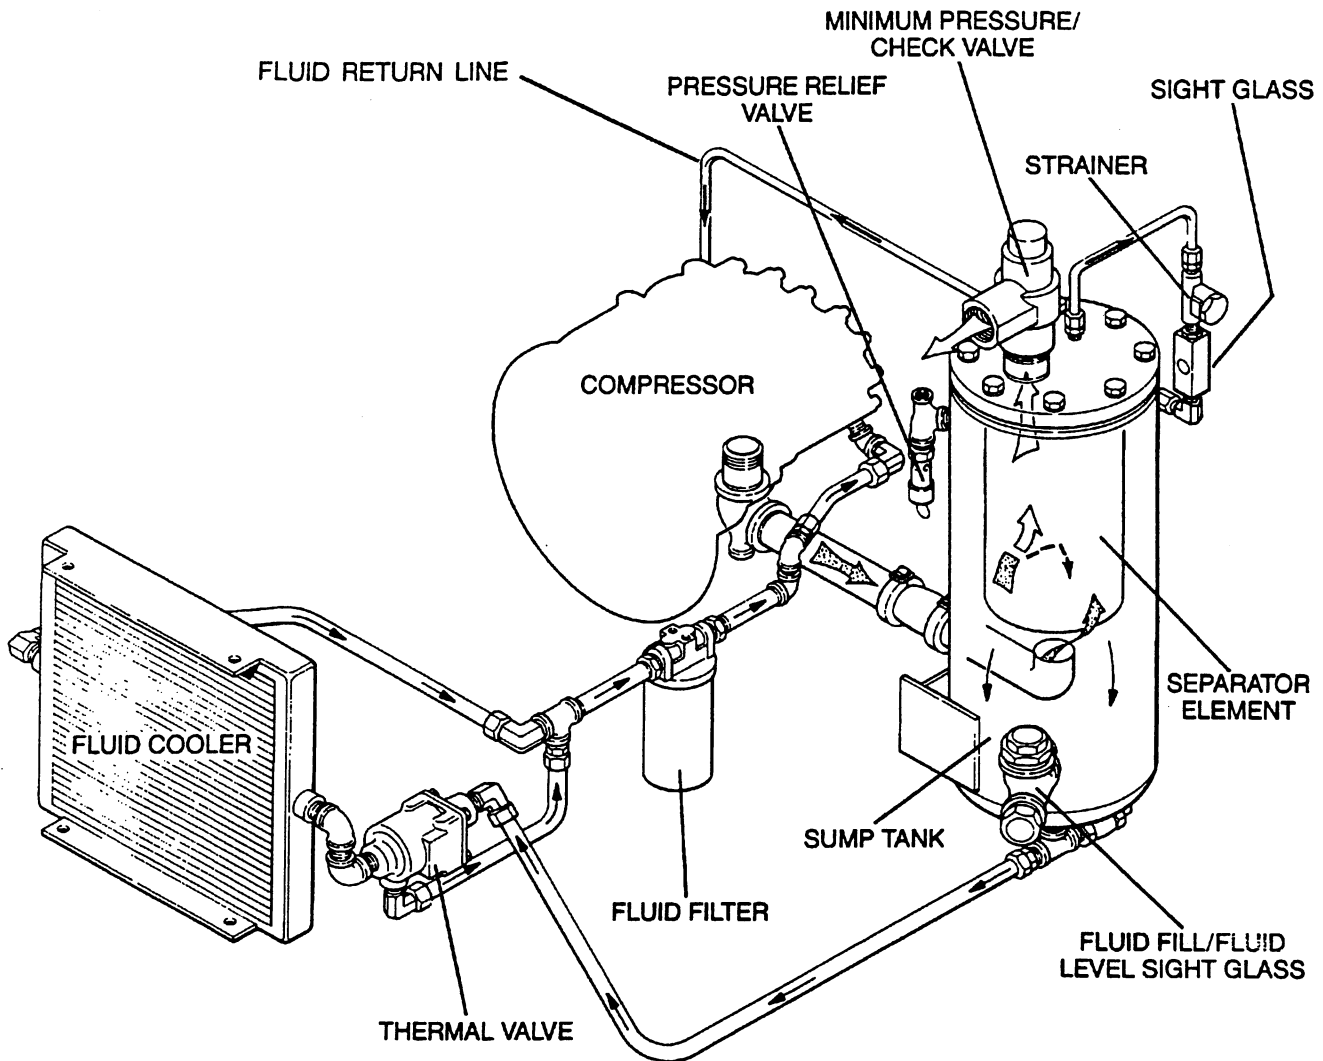 MINIMUM PRESSURE/
CHECK VALVE
FLUID RETURN LINE
PRESSURE RELIEF
VALVE
SIGHT GLASS
STRAINER
COMPRESSOR
SEPARATOR
ELEMENT
FLUID COOLER
SUMP TANK
FLUID FILTER
FLUID FILL/FLUID
LEVEL SIGHT GLASS
THERMAL VALVE